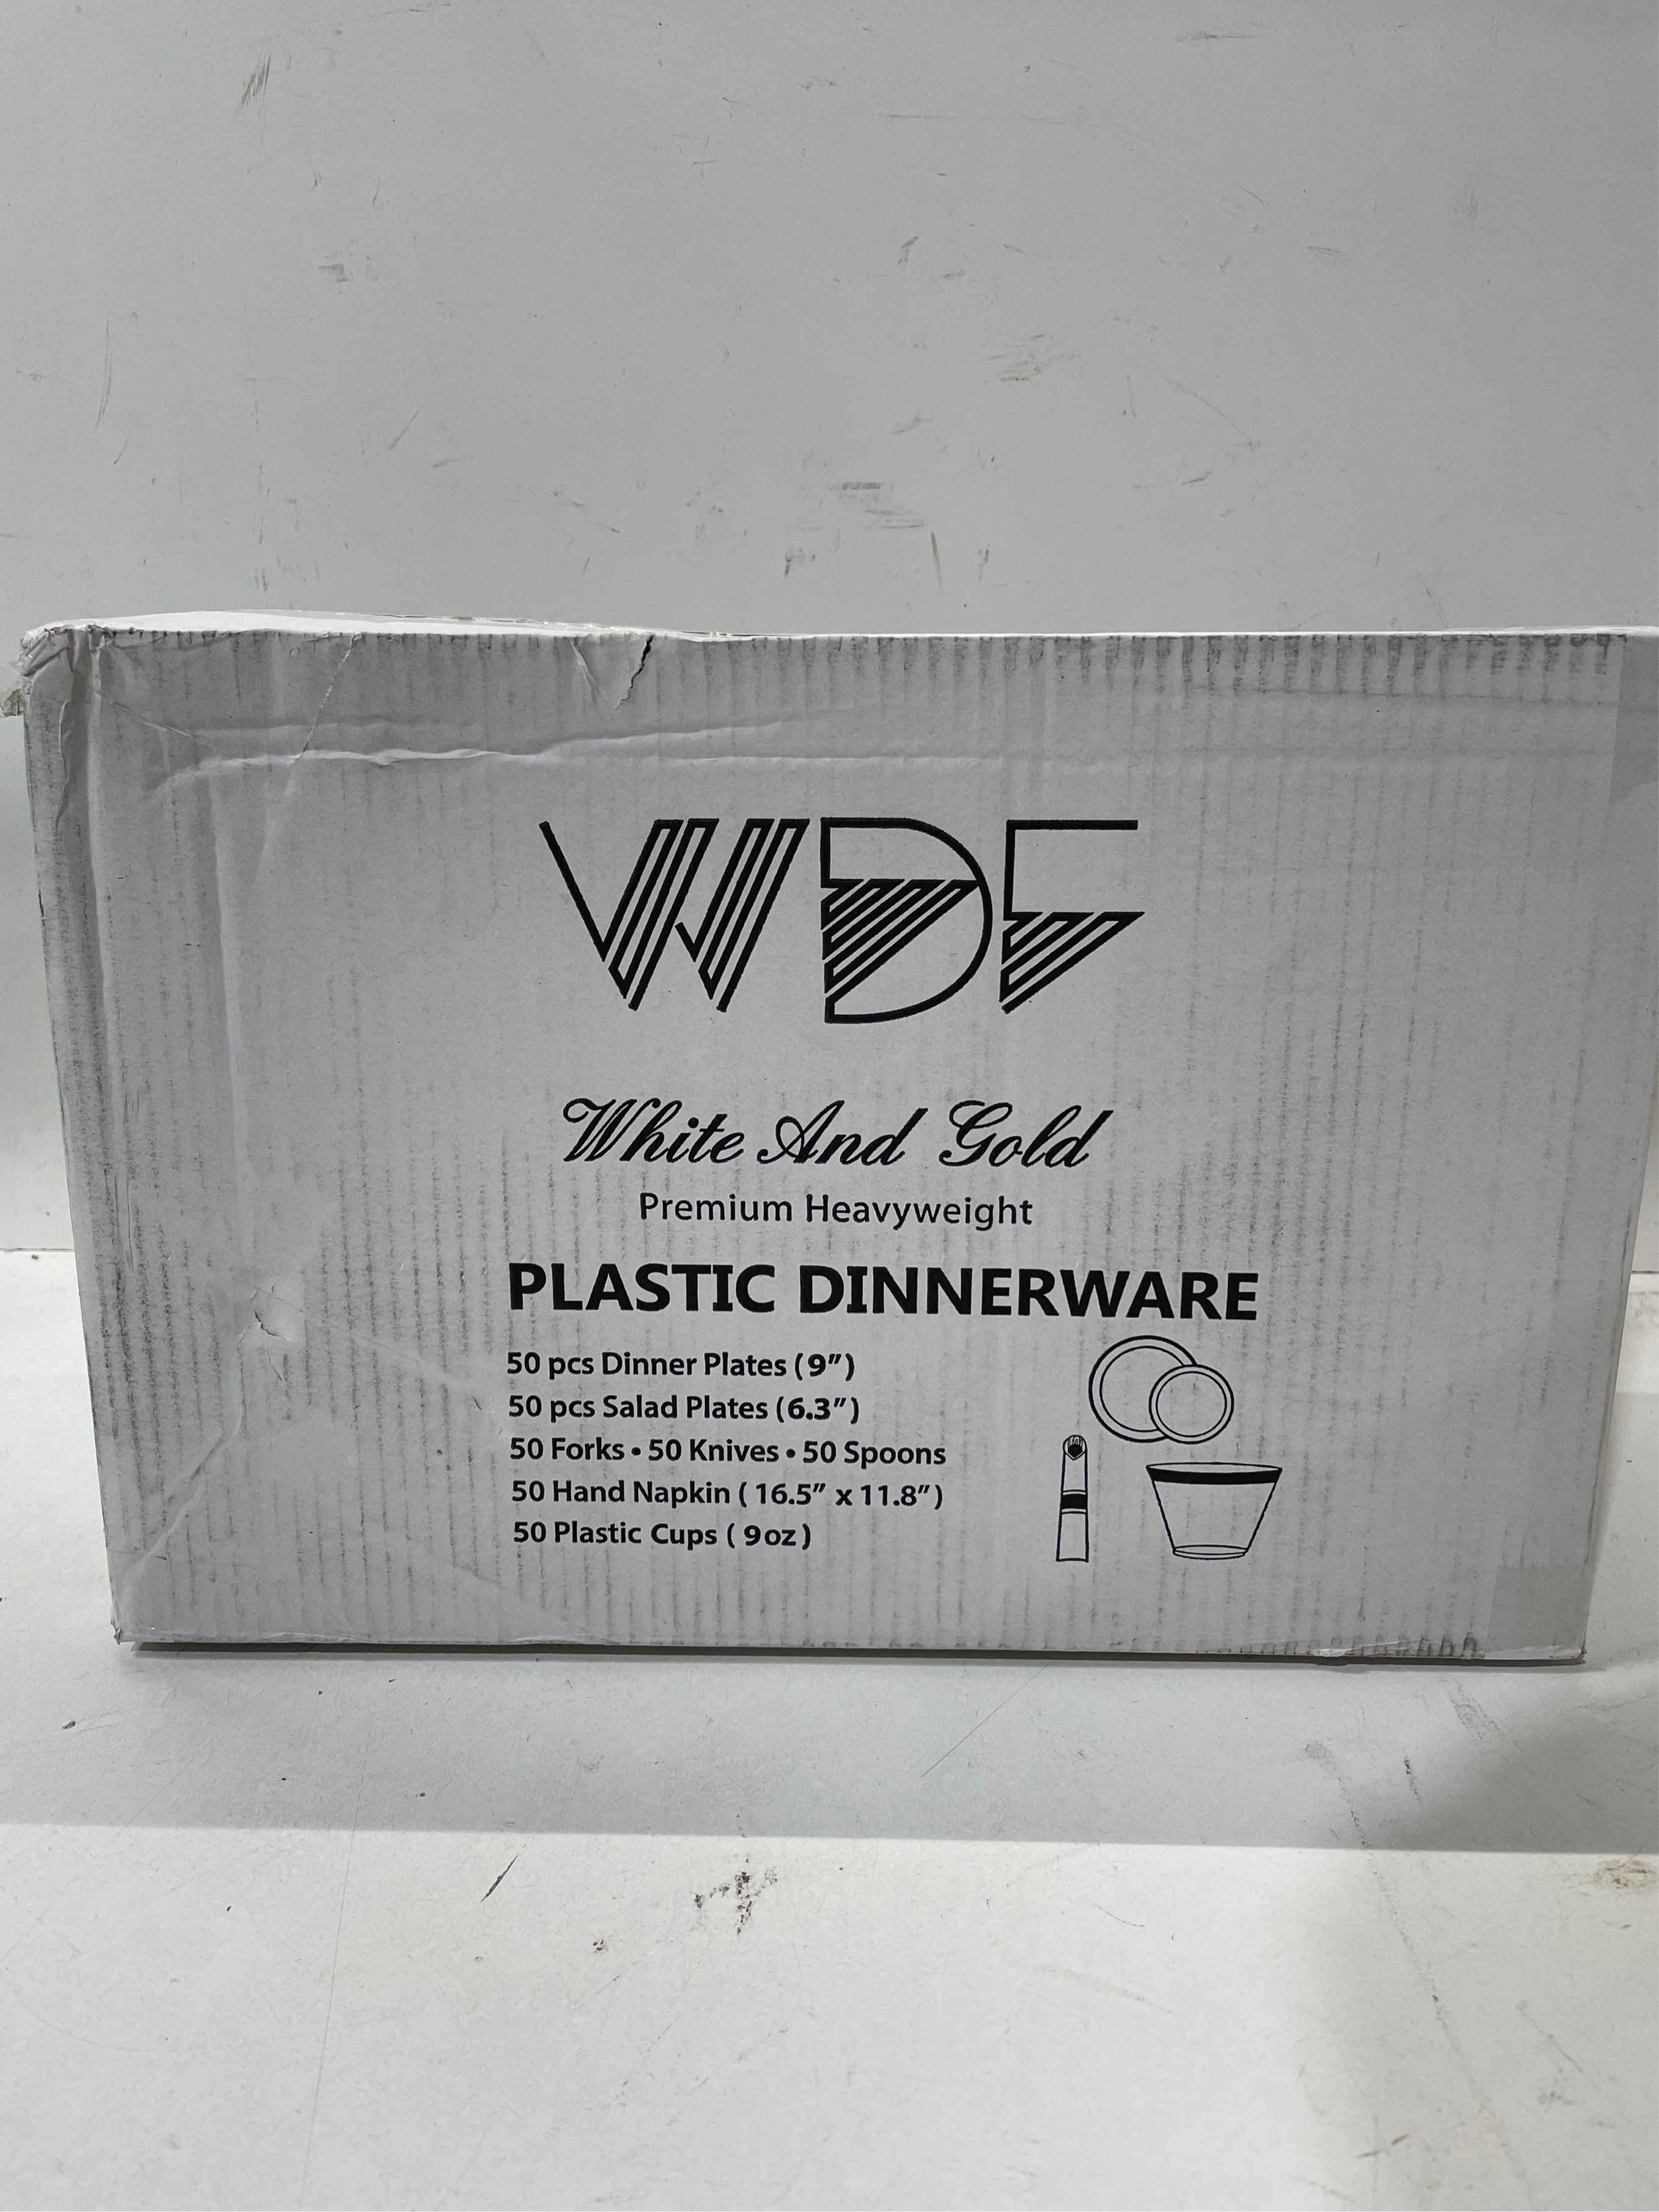 WDF
White And Gold
Premium Heavyweight
PLASTIC DINNERWARE
50 pcs Dinner Plates (9”)
50 pcs Salad Plates (6.3”)
50 Forks • 50 Knives • 50 Spoons
50 Hand Napkin ( 16.5” x 11.8”)
50 Plastic Cups ( 9oz)